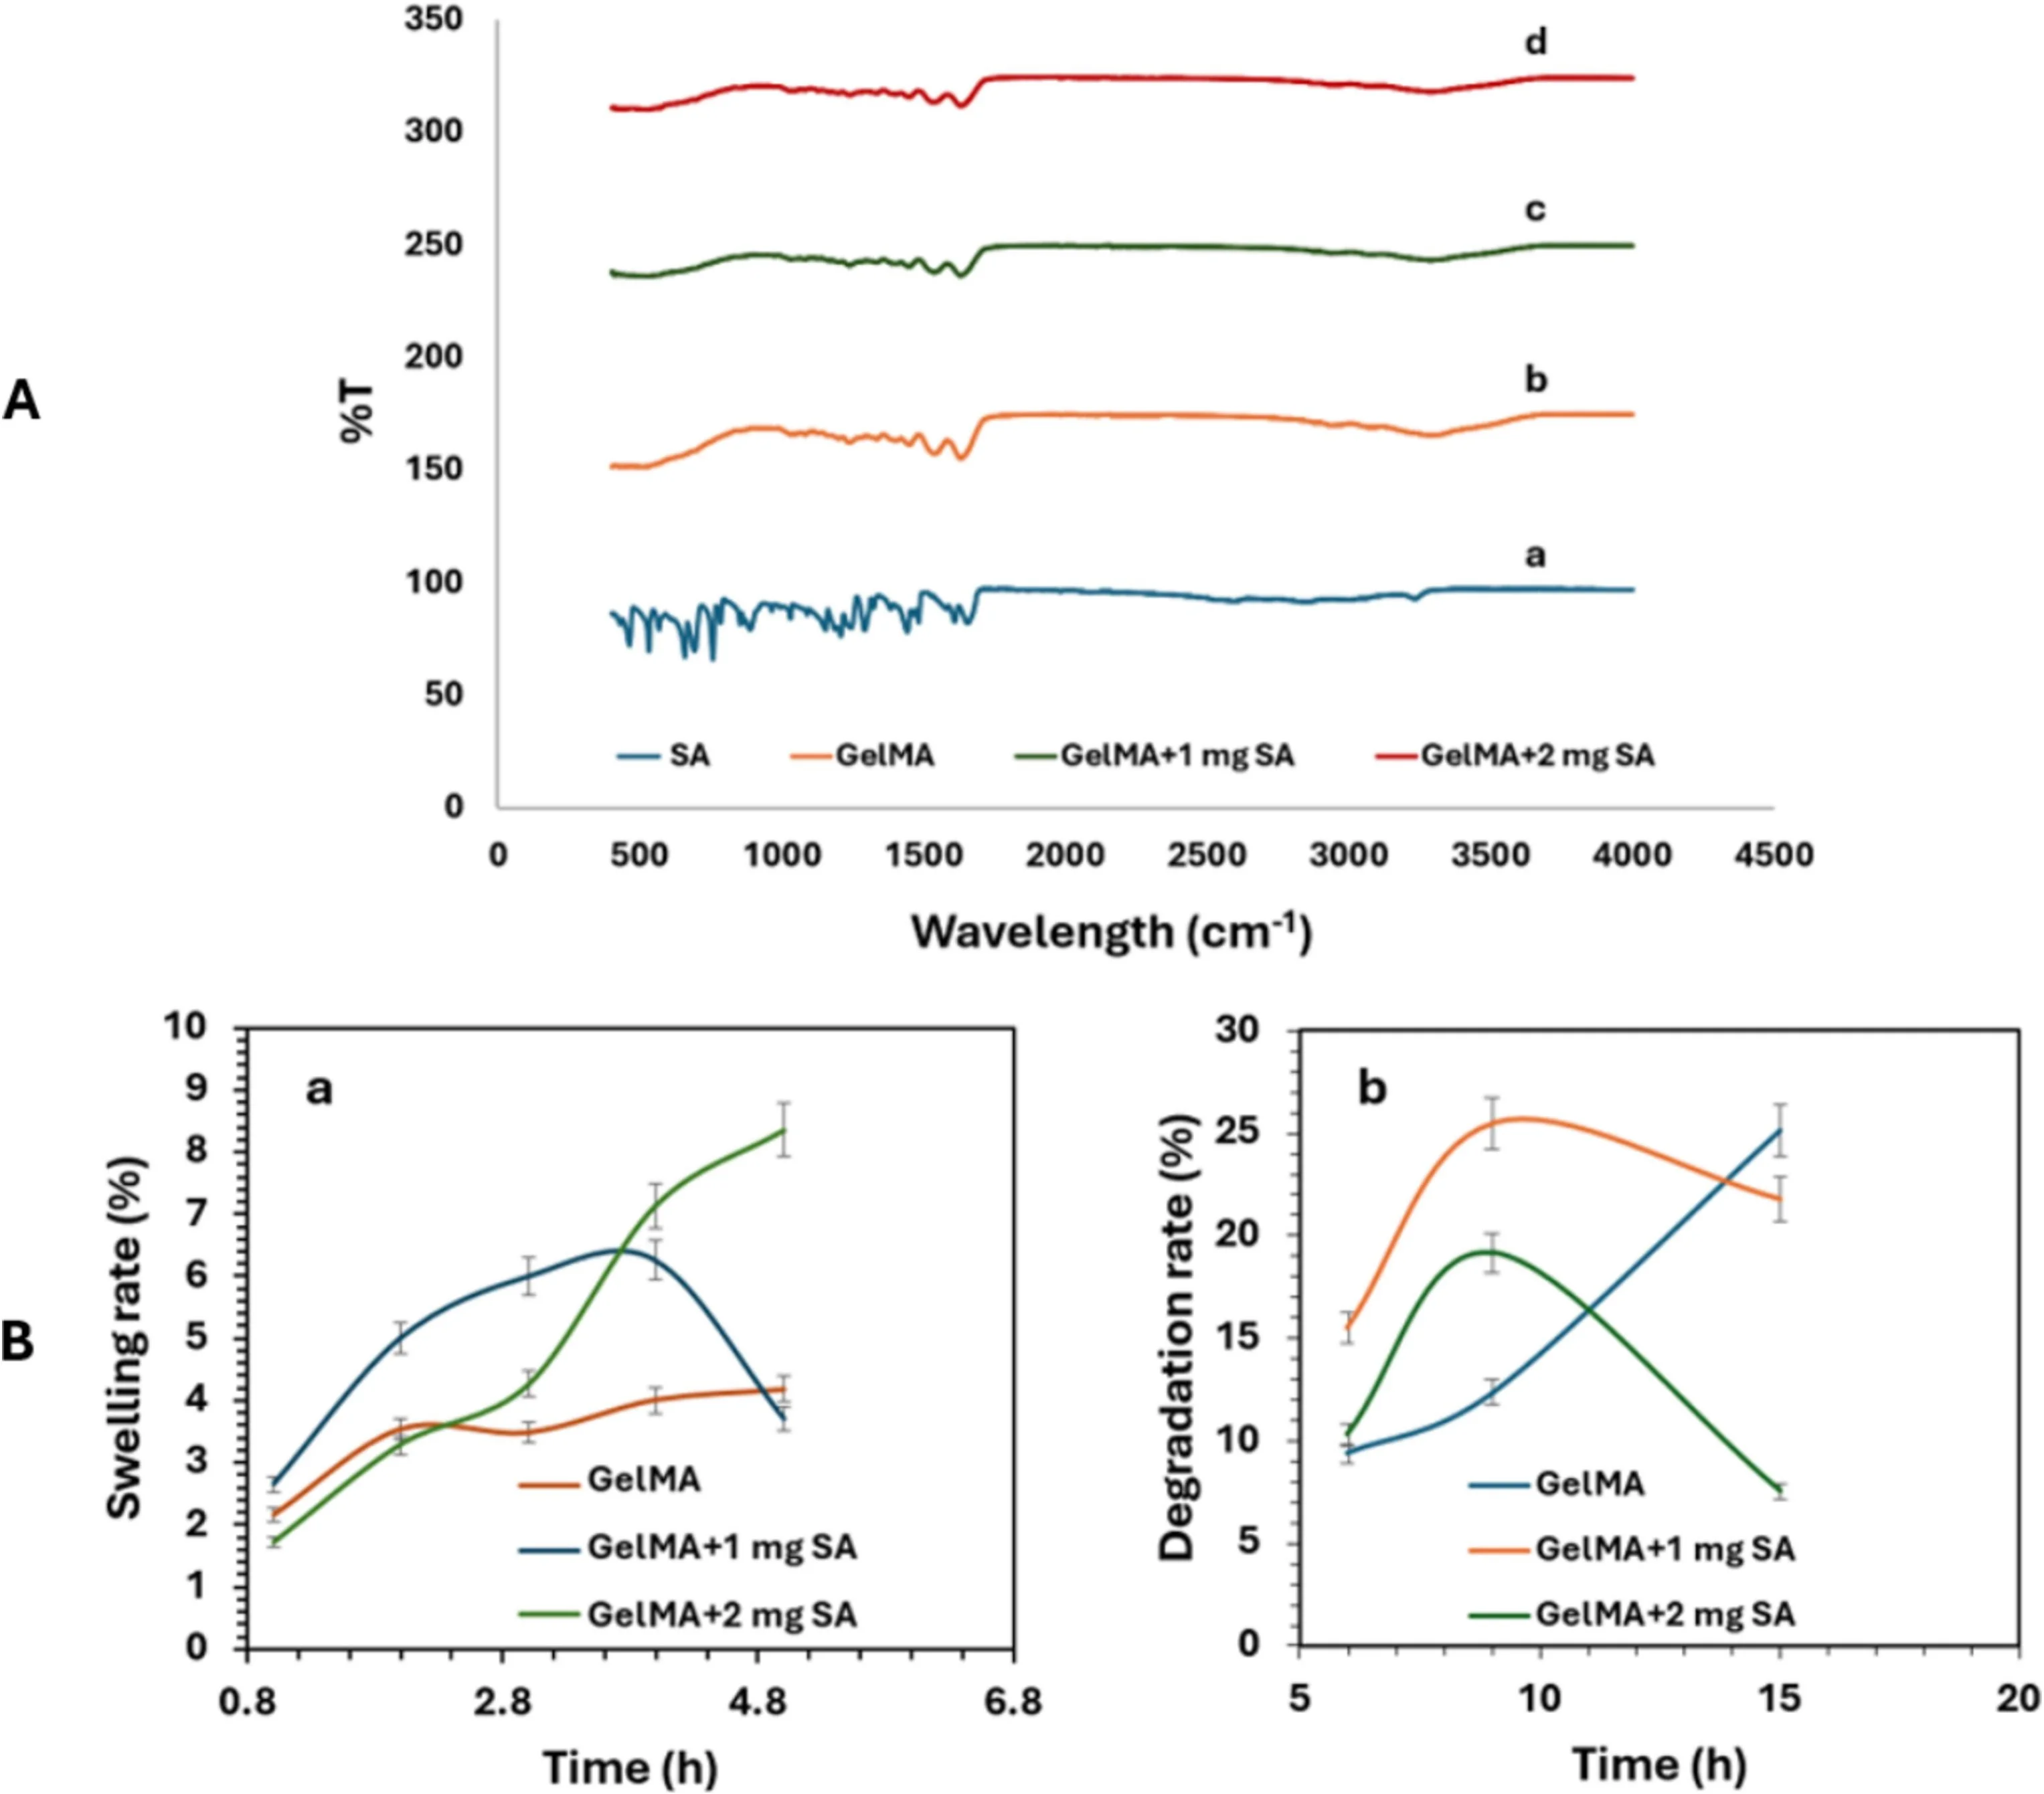 A
%T
350
300
250
200
150
100
50
0
d
c
b
a
SA GelMA GelMA+1 mg SA GelMA+2 mg SA
0 500 1000 1500 2000 2500 3000 3500 4000 4500
Wavelength (cm⁻¹)
B
Swelling rate (%)
10
9
8
7
6
5
4
3
2
1
0
a
GelMA
GelMA+1 mg SA
GelMA+2 mg SA
0.8 2.8 4.8 6.8
Time (h)
Degradation rate (%)
30
25
20
15
10
5
0
b
GelMA
GelMA+1 mg SA
GelMA+2 mg SA
5 10 15 20
Time (h)